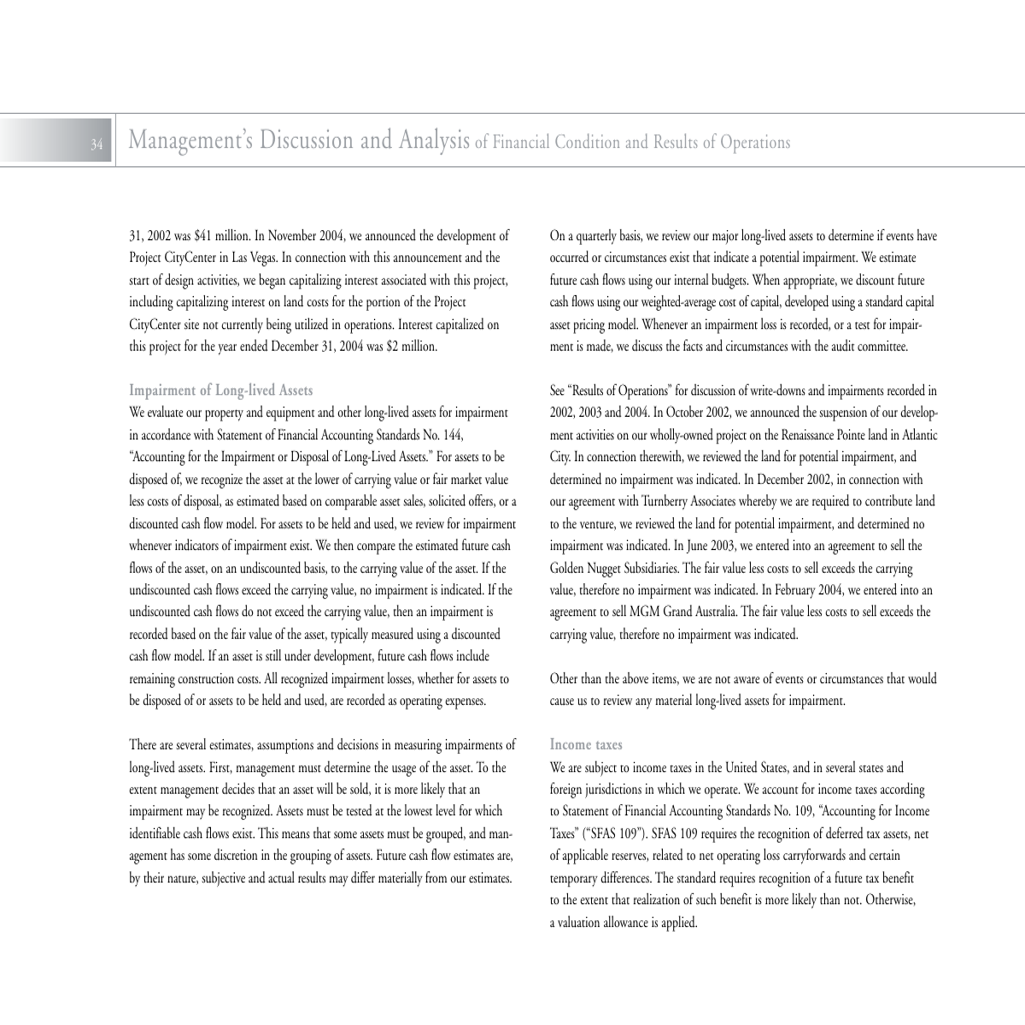 34
Management’s Discussion and Analysis of Financial Condition and Results of Operations
31, 2002 was $41 million. In November 2004, we announced the development of
Project CityCenter in Las Vegas. In connection with this announcement and the
start of design activities, we began capitalizing interest associated with this project,
including capitalizing interest on land costs for the portion of the Project
CityCenter site not currently being utilized in operations. Interest capitalized on
this project for the year ended December 31, 2004 was $2 million.
Impairment of Long-lived Assets
We evaluate our property and equipment and other long-lived assets for impairment
in accordance with Statement of Financial Accounting Standards No. 144,
“Accounting for the Impairment or Disposal of Long-Lived Assets.” For assets to be
disposed of, we recognize the asset at the lower of carrying value or fair market value
less costs of disposal, as estimated based on comparable asset sales, solicited offers, or a
discounted cash flow model. For assets to be held and used, we review for impairment
whenever indicators of impairment exist. We then compare the estimated future cash
flows of the asset, on an undiscounted basis, to the carrying value of the asset. If the
undiscounted cash flows exceed the carrying value, no impairment is indicated. If the
undiscounted cash flows do not exceed the carrying value, then an impairment is
recorded based on the fair value of the asset, typically measured using a discounted
cash flow model. If an asset is still under development, future cash flows include
remaining construction costs. All recognized impairment losses, whether for assets to
be disposed of or assets to be held and used, are recorded as operating expenses.
There are several estimates, assumptions and decisions in measuring impairments of
long-lived assets. First, management must determine the usage of the asset. To the
extent management decides that an asset will be sold, it is more likely that an
impairment may be recognized. Assets must be tested at the lowest level for which
identifiable cash flows exist. This means that some assets must be grouped, and man-
agement has some discretion in the grouping of assets. Future cash flow estimates are,
by their nature, subjective and actual results may differ materially from our estimates.
On a quarterly basis, we review our major long-lived assets to determine if events have
occurred or circumstances exist that indicate a potential impairment. We estimate
future cash flows using our internal budgets. When appropriate, we discount future
cash flows using our weighted-average cost of capital, developed using a standard capital
asset pricing model. Whenever an impairment loss is recorded, or a test for impair-
ment is made, we discuss the facts and circumstances with the audit committee.
See “Results of Operations” for discussion of write-downs and impairments recorded in
2002, 2003 and 2004. In October 2002, we announced the suspension of our develop-
ment activities on our wholly-owned project on the Renaissance Pointe land in Atlantic
City. In connection therewith, we reviewed the land for potential impairment, and
determined no impairment was indicated. In December 2002, in connection with
our agreement with Turnberry Associates whereby we are required to contribute land
to the venture, we reviewed the land for potential impairment, and determined no
impairment was indicated. In June 2003, we entered into an agreement to sell the
Golden Nugget Subsidiaries. The fair value less costs to sell exceeds the carrying
value, therefore no impairment was indicated. In February 2004, we entered into an
agreement to sell MGM Grand Australia. The fair value less costs to sell exceeds the
carrying value, therefore no impairment was indicated.
Other than the above items, we are not aware of events or circumstances that would
cause us to review any material long-lived assets for impairment.
Income taxes
We are subject to income taxes in the United States, and in several states and
foreign jurisdictions in which we operate. We account for income taxes according
to Statement of Financial Accounting Standards No. 109, “Accounting for Income
Taxes” (“SFAS 109”). SFAS 109 requires the recognition of deferred tax assets, net
of applicable reserves, related to net operating loss carryforwards and certain
temporary differences. The standard requires recognition of a future tax benefit
to the extent that realization of such benefit is more likely than not. Otherwise,
a valuation allowance is applied.